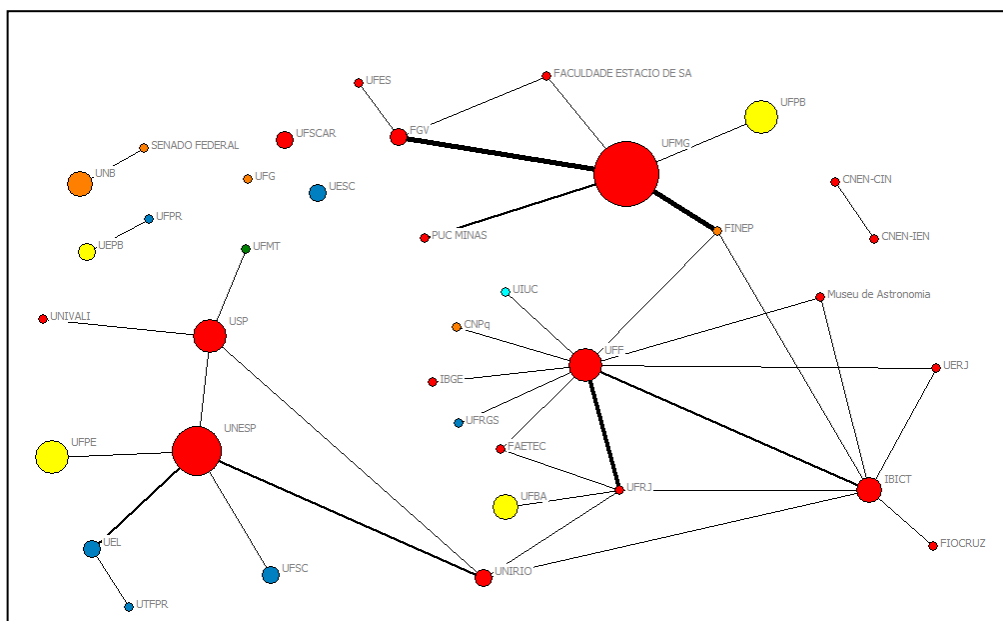 FACULDADE ESTACIO DE SA
UFES
UFPB
FGV
UFSCAR
UFMG
SENADO FEDERAL
UNB
UFG
UESC
CNEN-CIN
UFPR
UEPB
PUC MINAS
FINEP
CNEN-IEN
UFMT
UIUC
Museu de Astronomia
UNIVALI
USP
CNPq
UFF
UERJ
IBGE
UFRGS
UFPE
UNESP
FAETEC
UFBA
UFRJ
IBICT
UEL
FIOCRUZ
UFSC
UNIRIO
UTFPR